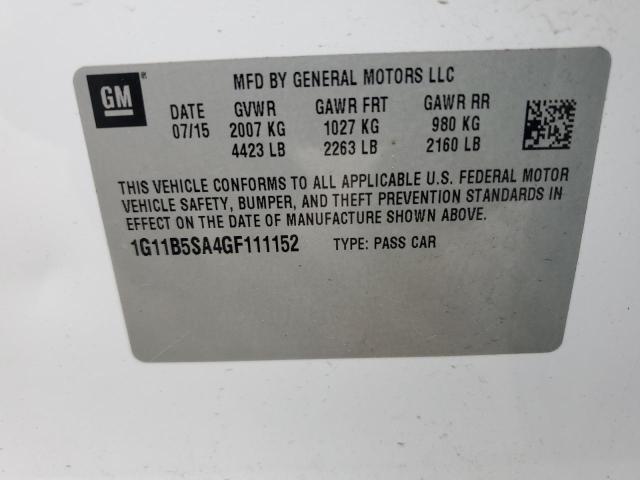 GM
MFD BY GENERAL MOTORS LLC
DATE GVWR GAWR FRT GAWR RR
07/15 2007 KG 1027 KG 980 KG
4423 LB 2263 LB 2160 LB
THIS VEHICLE CONFORMS TO ALL APPLICABLE U.S. FEDERAL MOTOR
VEHICLE SAFETY, BUMPER, AND THEFT PREVENTION STANDARDS IN
EFFECT ON THE DATE OF MANUFACTURE SHOWN ABOVE.
1G11B5SA4GF111152 TYPE: PASS CAR